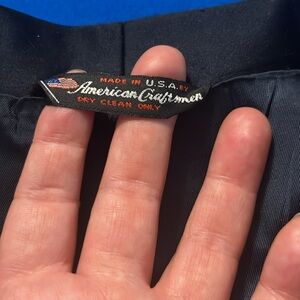 MADE IN U.S.A. BY
American Craftsmen
DRY CLEAN ONLY